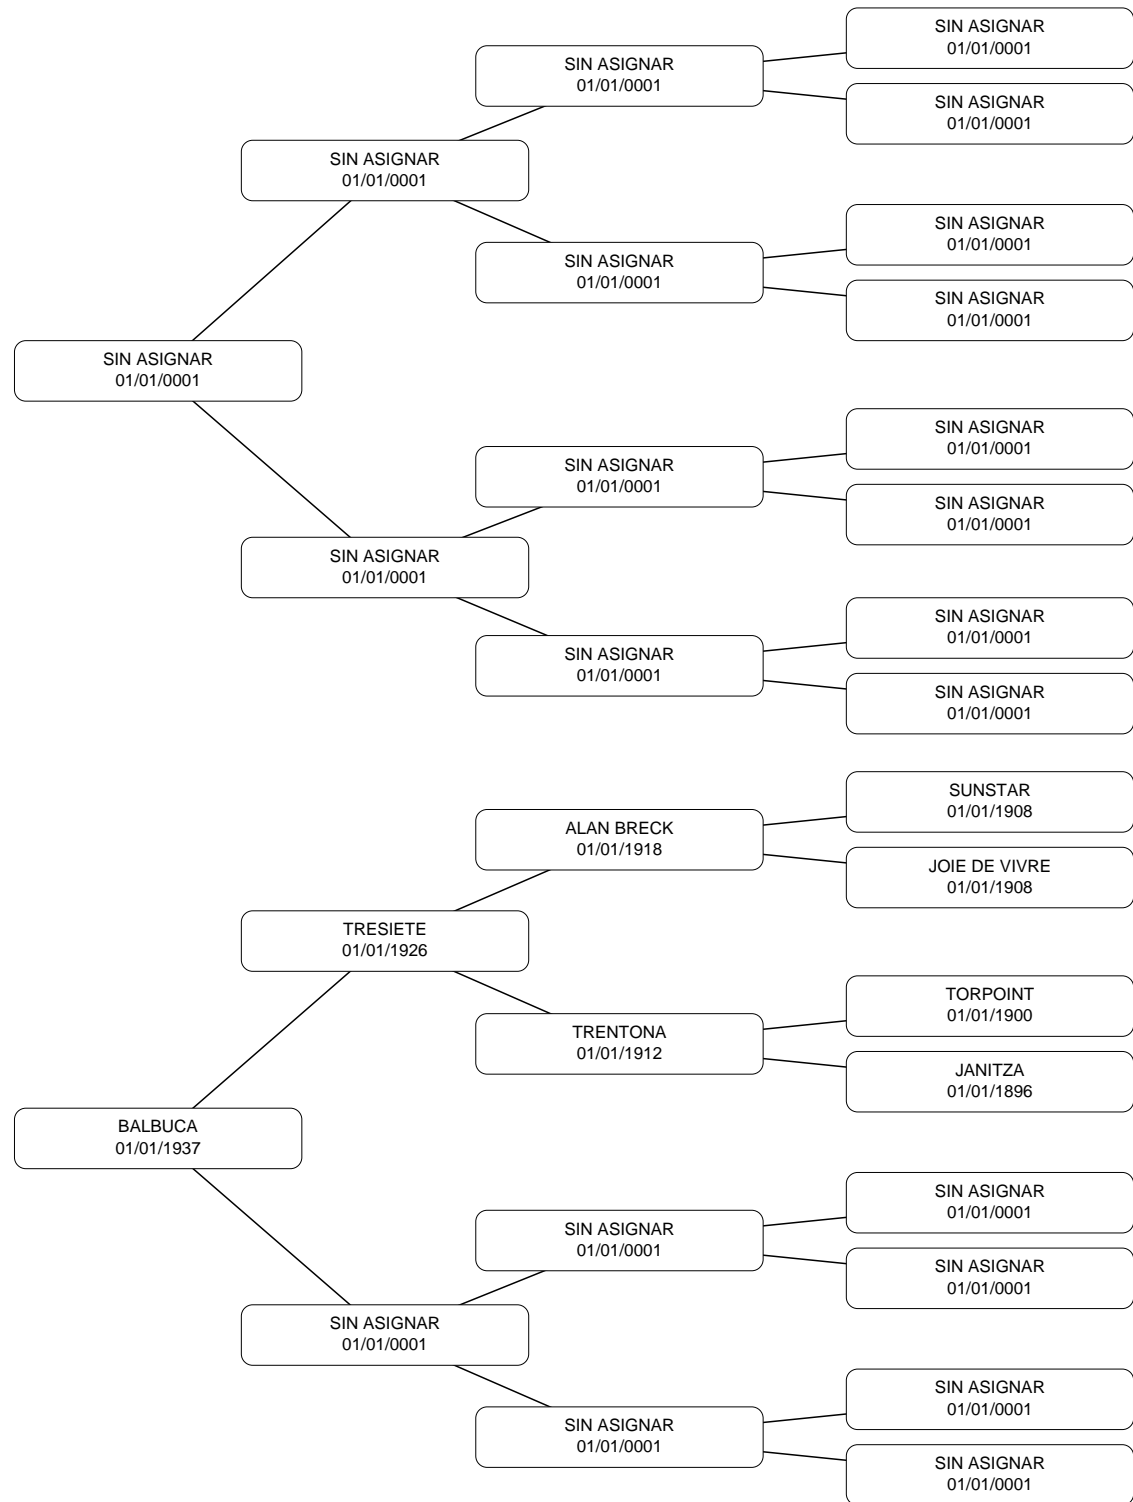 SIN ASIGNAR
01/01/0001
SIN ASIGNAR
01/01/0001
SIN ASIGNAR
01/01/0001
SIN ASIGNAR
01/01/0001
SIN ASIGNAR
01/01/0001
SIN ASIGNAR
01/01/0001
SIN ASIGNAR
01/01/0001
SIN ASIGNAR
01/01/0001
SIN ASIGNAR
01/01/0001
SIN ASIGNAR
01/01/0001
SIN ASIGNAR
01/01/0001
SIN ASIGNAR
01/01/0001
SIN ASIGNAR
01/01/0001
SIN ASIGNAR
01/01/0001
SIN ASIGNAR
01/01/0001
SUNSTAR
01/01/1908
ALAN BRECK
01/01/1918
JOIE DE VIVRE
01/01/1908
TRESIETE
01/01/1926
TORPOINT
01/01/1900
TRENTONA
01/01/1912
JANITZA
01/01/1896
BALBUCA
01/01/1937
SIN ASIGNAR
01/01/0001
SIN ASIGNAR
01/01/0001
SIN ASIGNAR
01/01/0001
SIN ASIGNAR
01/01/0001
SIN ASIGNAR
01/01/0001
SIN ASIGNAR
01/01/0001
SIN ASIGNAR
01/01/0001